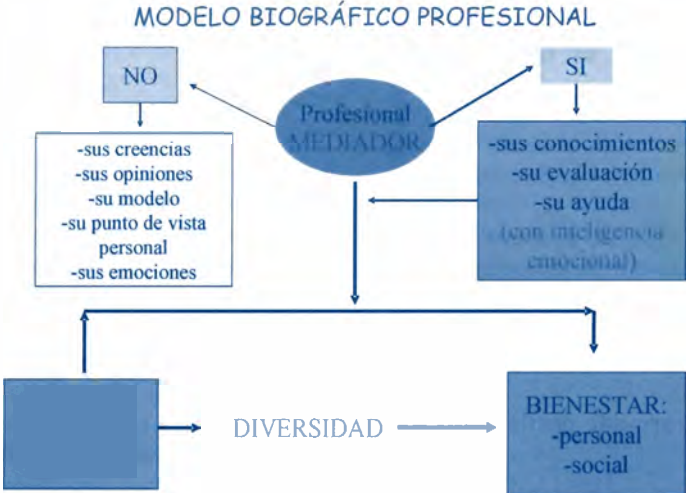 MODELO BIOGRÁFICO PROFESIONAL
NO
SI
Profesional
MEDIADOR
-sus creencias
-sus opiniones
-su modelo
-su punto de vista
personal
-sus emociones
-sus conocimientos
-su evaluación
-su ayuda
(con inteligencia
emocional)
DIVERSIDAD
BIENESTAR:
-personal
-social